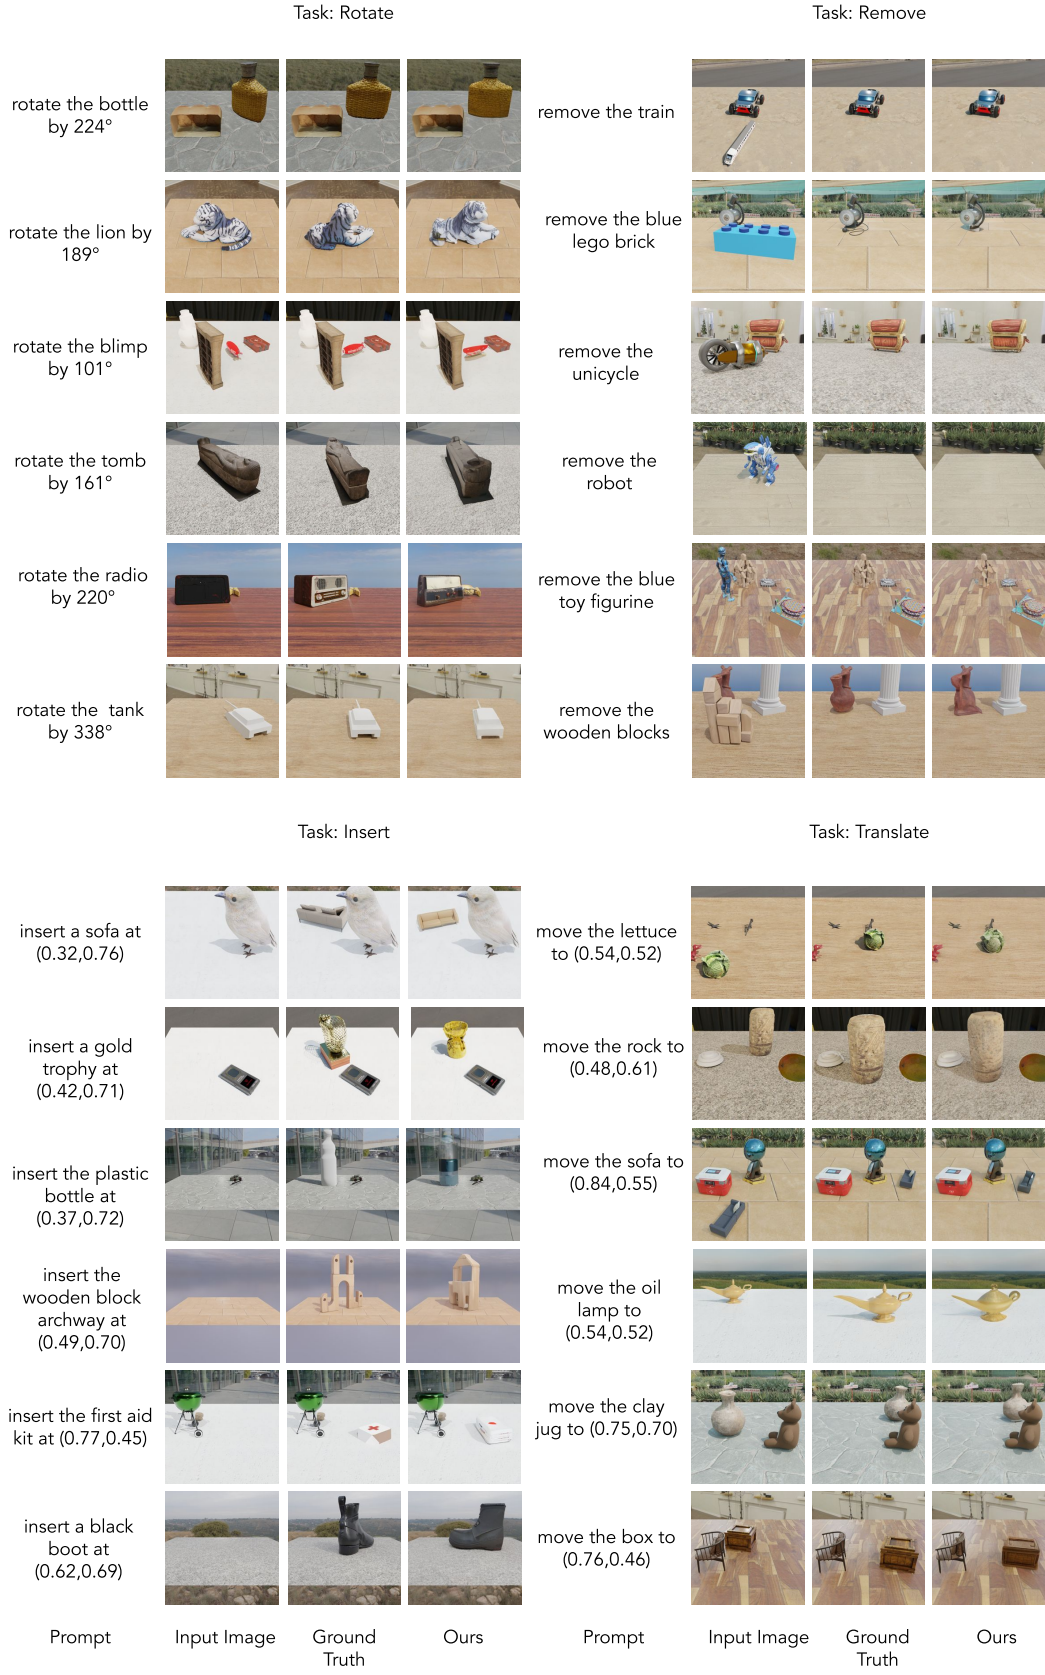 Task: Rotate
rotate the bottle
by 224°
rotate the lion by
189°
rotate the blimp
by 101°
rotate the tomb
by 161°
rotate the radio
by 220°
rotate the  tank
by 338°
Task: Remove
remove the train
remove the blue
lego brick
remove the
unicycle
remove the
robot
remove the blue
toy figurine
remove the
wooden blocks
Task: Insert
insert a sofa at
(0.32,0.76)
insert a gold
trophy at
(0.42,0.71)
insert the plastic
bottle at
(0.37,0.72)
insert the
wooden block
archway at
(0.49,0.70)
insert the first aid
kit at (0.77,0.45)
insert a black
boot at
(0.62,0.69)
Prompt
Input Image
Ground
Truth
Ours
Task: Translate
move the lettuce
to (0.54,0.52)
move the rock to
(0.48,0.61)
move the sofa to
(0.84,0.55)
move the oil
lamp to
(0.54,0.52)
move the clay
jug to (0.75,0.70)
move the box to
(0.76,0.46)
Prompt
Input Image
Ground
Truth
Ours